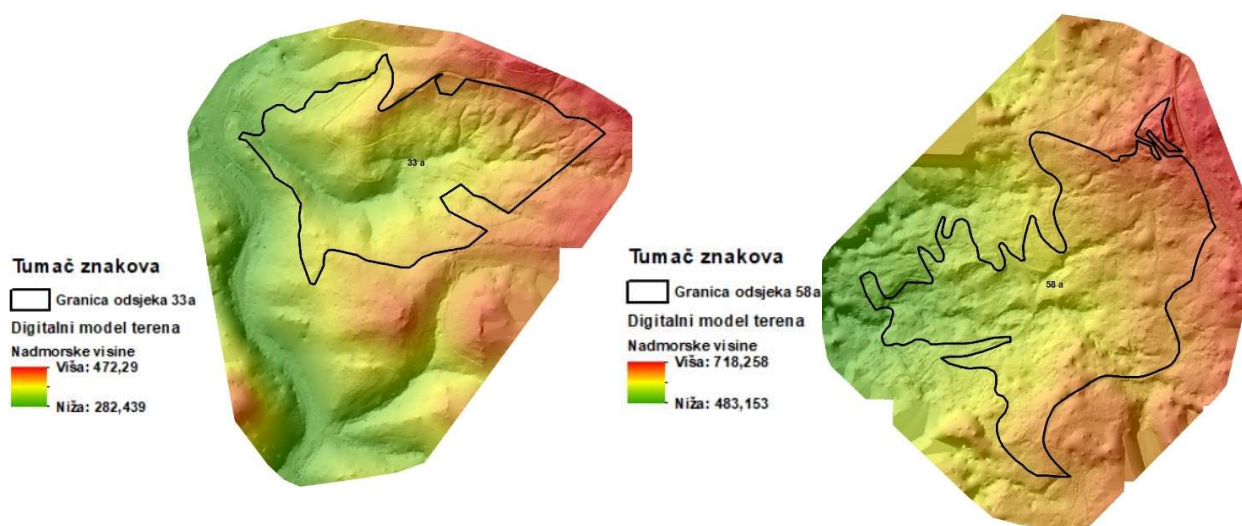 33 a
Tumač znakova
Granica odsjeka 33a
Digitalni model terena
Nadmorske visine
Viša: 472,29
Niža: 282,439
58 a
Tumač znakova
Granica odsjeka 58a
Digitalni model terena
Nadmorske visine
Viša: 718,258
Niža: 483,153